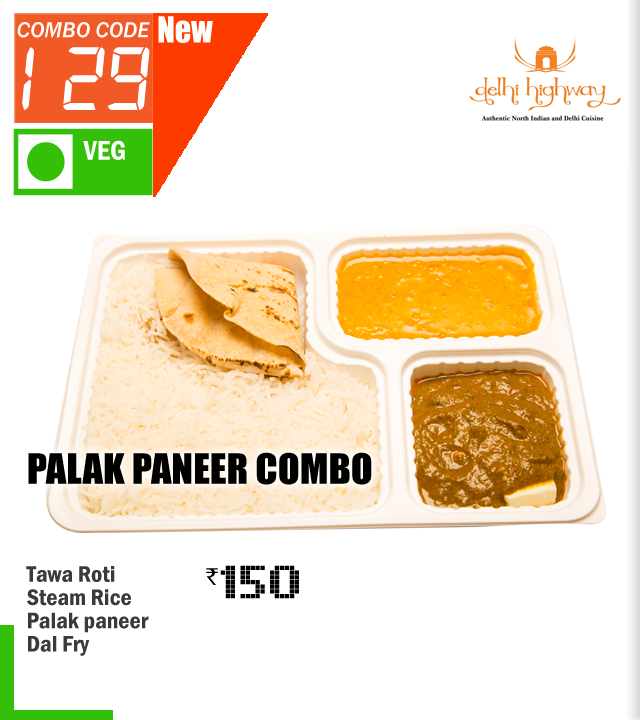 COMBO CODE
129
New
VEG
delhi highway
Authentic North Indian and Delhi Cuisine
PALAK PANEER COMBO
Tawa Roti
Steam Rice
Palak paneer
Dal Fry
₹150